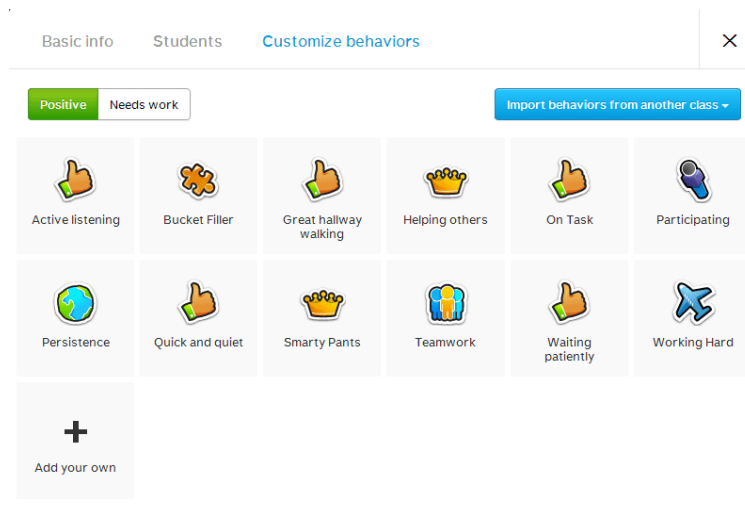 Basic info Students Customize behaviors
Positive Needs work Import behaviors from another class
Active listening Bucket Filler Great hallway Helping others On Task Participating
walking
Persistence Quick and quiet Smarty Pants Teamwork Waiting Working Hard
patiently
Add your own